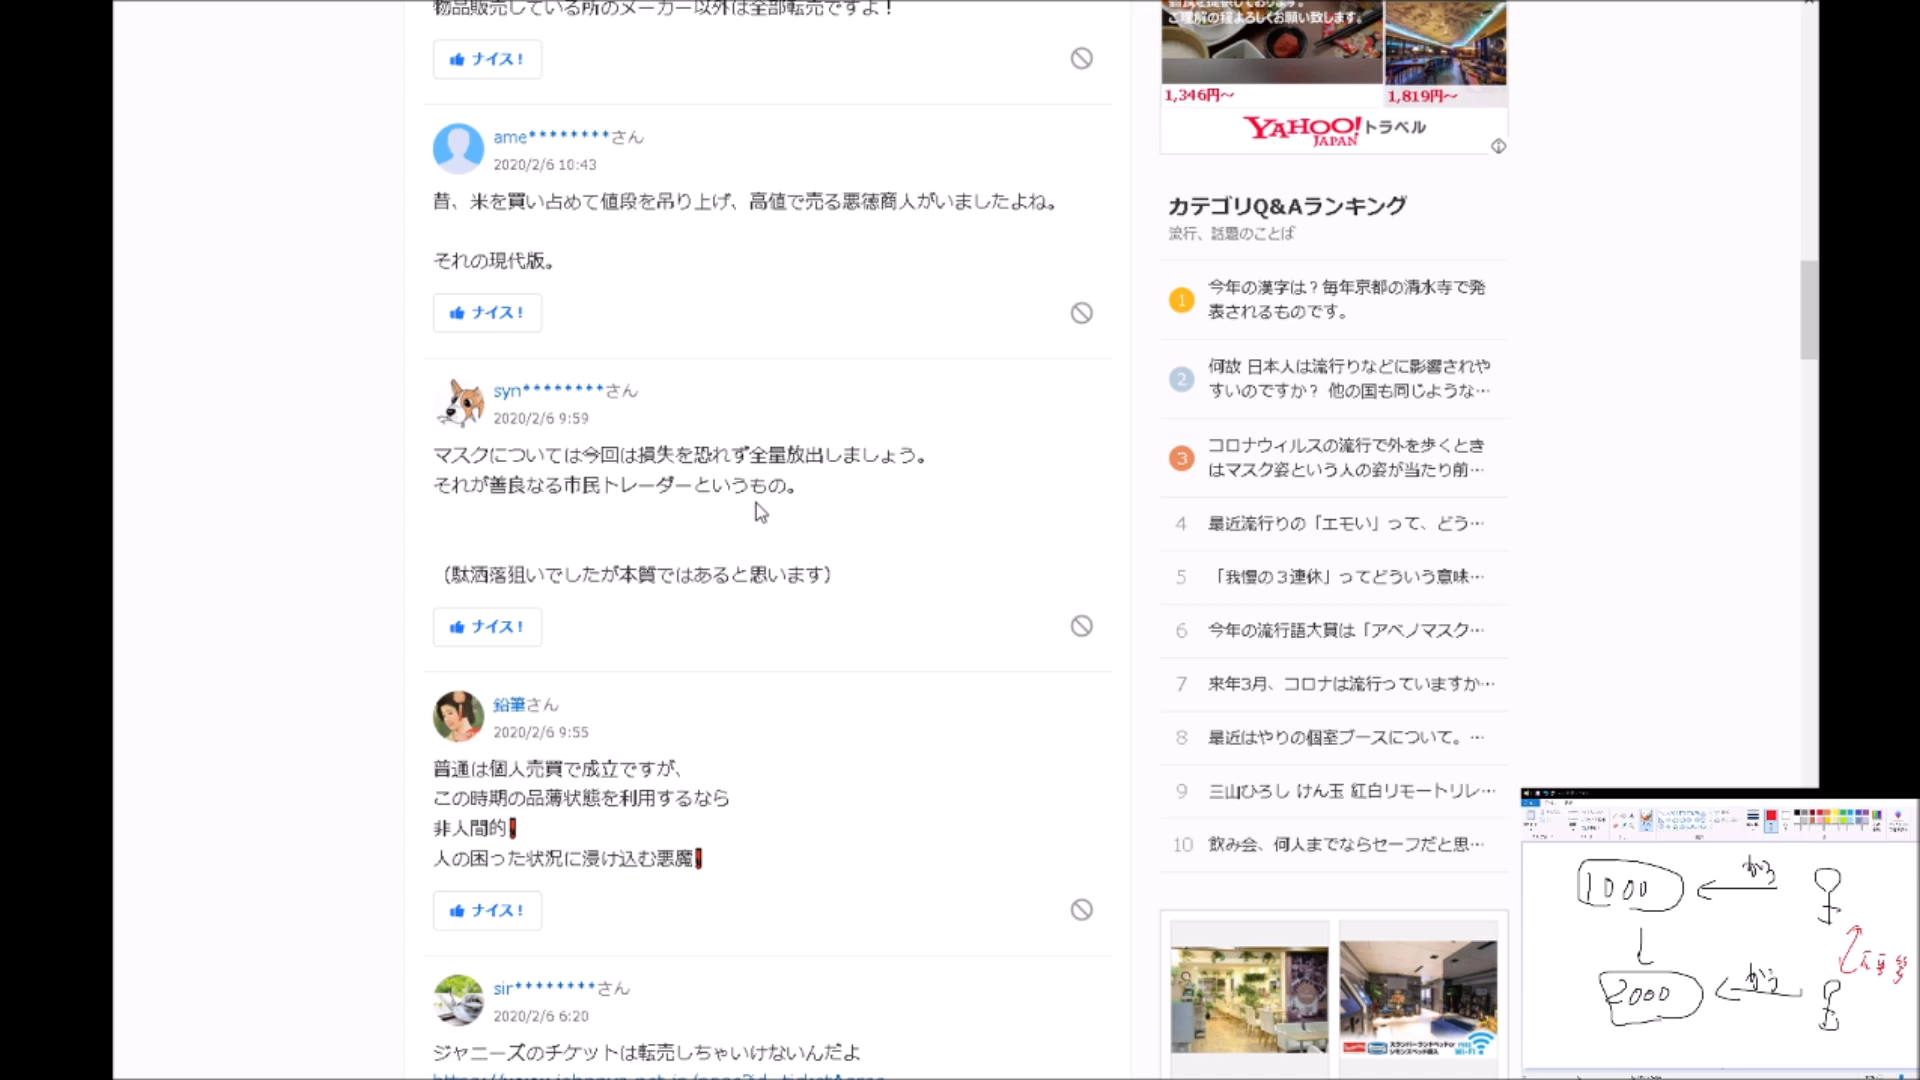 物品販売している所のメーカー以外は全部転売ですよ！
ナイス！
ame********さん
2020/2/6 10:43
昔、米を買い占めて値段を吊り上げ、高値で売る悪徳商人がいましたよね。
それの現代版。
ナイス！
syn********さん
2020/2/6 9:59
マスクについては今回は損失を恐れず全量放出しましょう。
それが善良なる市民トレーダーというもの。
（駄洒落狙いでしたが本質ではあると思います）
ナイス！
鉛筆さん
2020/2/6 9:55
普通は個人売買で成立ですが、
この時期の品薄状態を利用するなら
非人間的❗
人の困った状況に浸け込む悪魔❗
ナイス！
sir********さん
2020/2/6 6:20
ジャニーズのチケットは転売しちゃいけないんだよ
ご理解の程よろしくお願い致します。
1,346円～
1,819円～
YAHOO!トラベル
JAPAN
カテゴリQ&Aランキング
流行、話題のことば
1 今年の漢字は？毎年京都の清水寺で発
表されるものです。
2 何故 日本人は流行りなどに影響されや
すいのですか？ 他の国も同じような…
3 コロナウィルスの流行で外を歩くとき
はマスク姿という人の姿が当たり前…
4 最近流行りの「エモい」って、どう…
5 「我慢の３連休」ってどういう意味…
6 今年の流行語大賞は「アベノマスク…
7 来年3月、コロナは流行っていますか…
8 最近はやりの個室ブースについて。…
9 三山ひろし けん玉 紅白リモートリレ…
10 飲み会、何人までならセーフだと思…
FREE
Wi-Fi
1000
2000